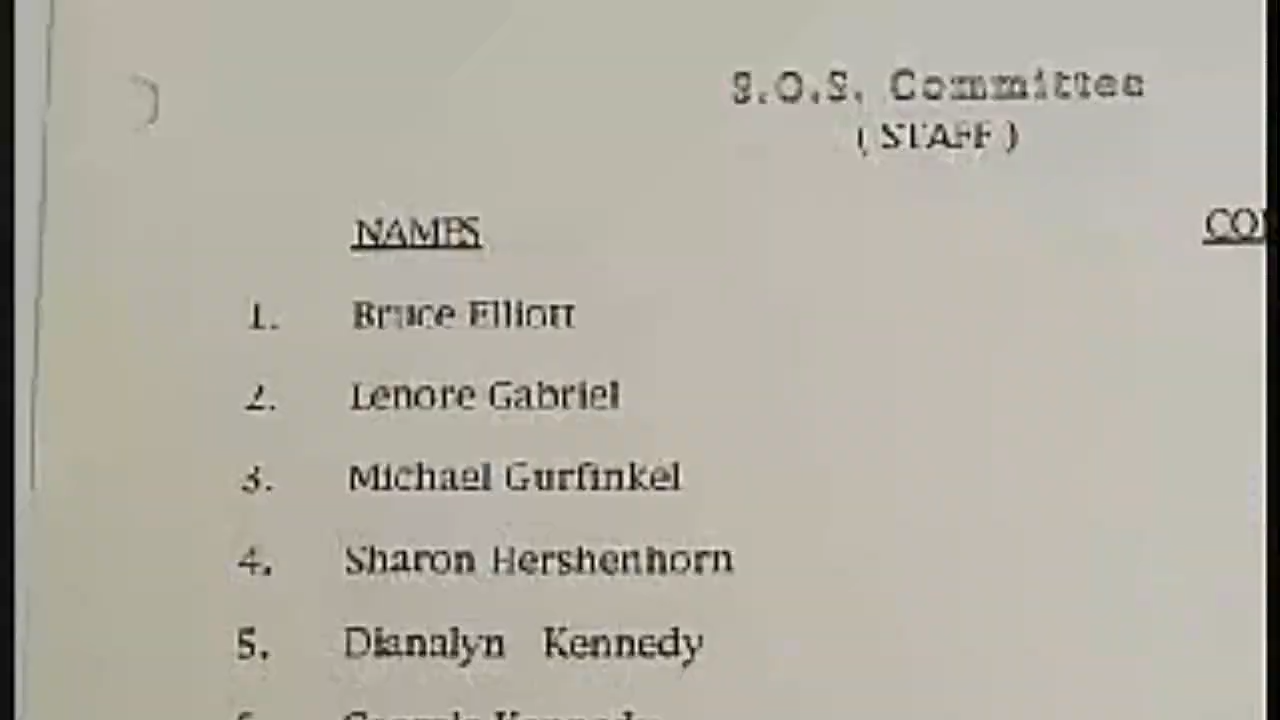 S.O.S. Committee
( STAFF )
NAMES
1. Bruce Elliott
2. Lenore Gabriel
3. Michael Gurfinkel
4. Sharon Hershenhorn
5. Dianalyn Kennedy